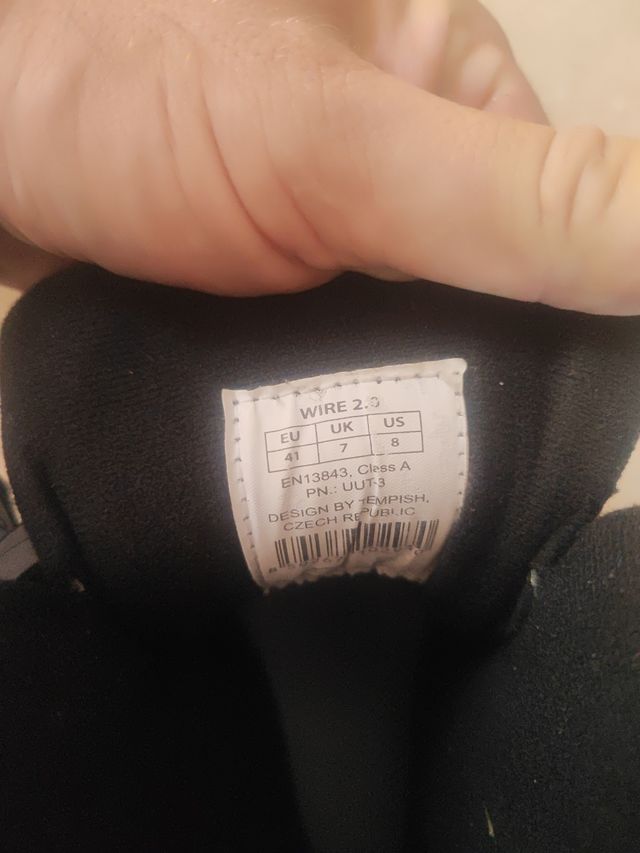 WIRE 2.0
EU UK US
41 7 8
EN13843, Class A
PN.: UUT-3
DESIGN BY TEMPISH,
CZECH REPUBLIC